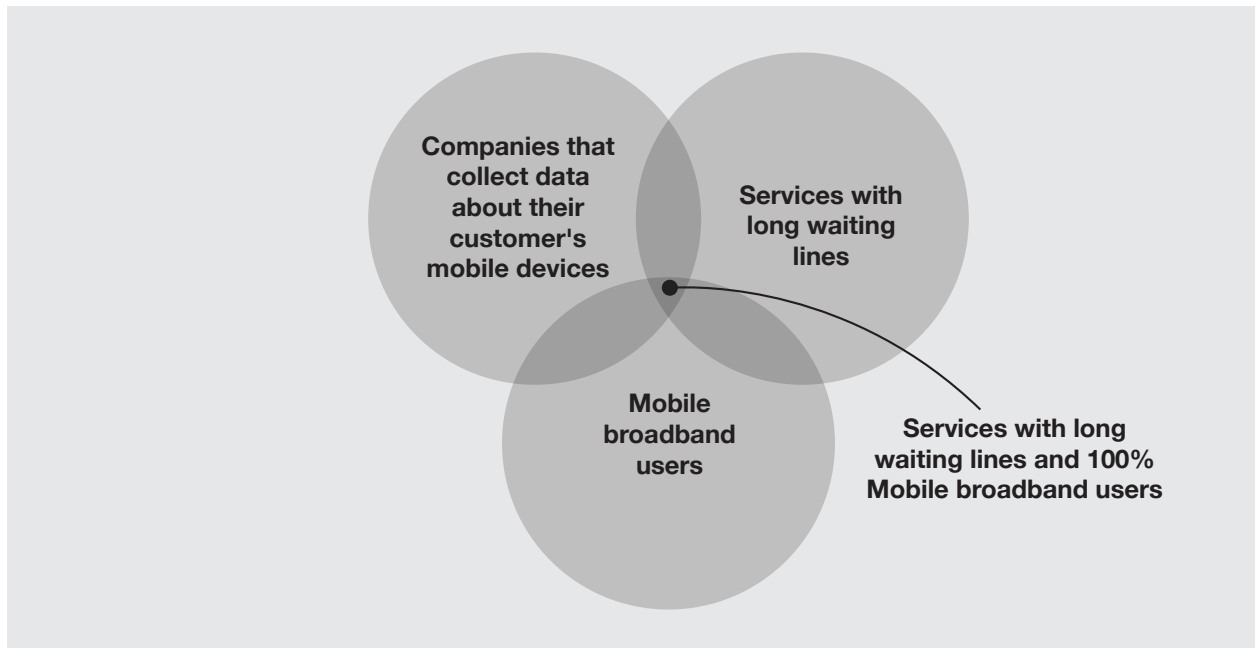 Companies that
collect data
about their
customer's
mobile devices
Services with
long waiting
lines
Mobile
broadband
users
Services with long
waiting lines and 100%
Mobile broadband users